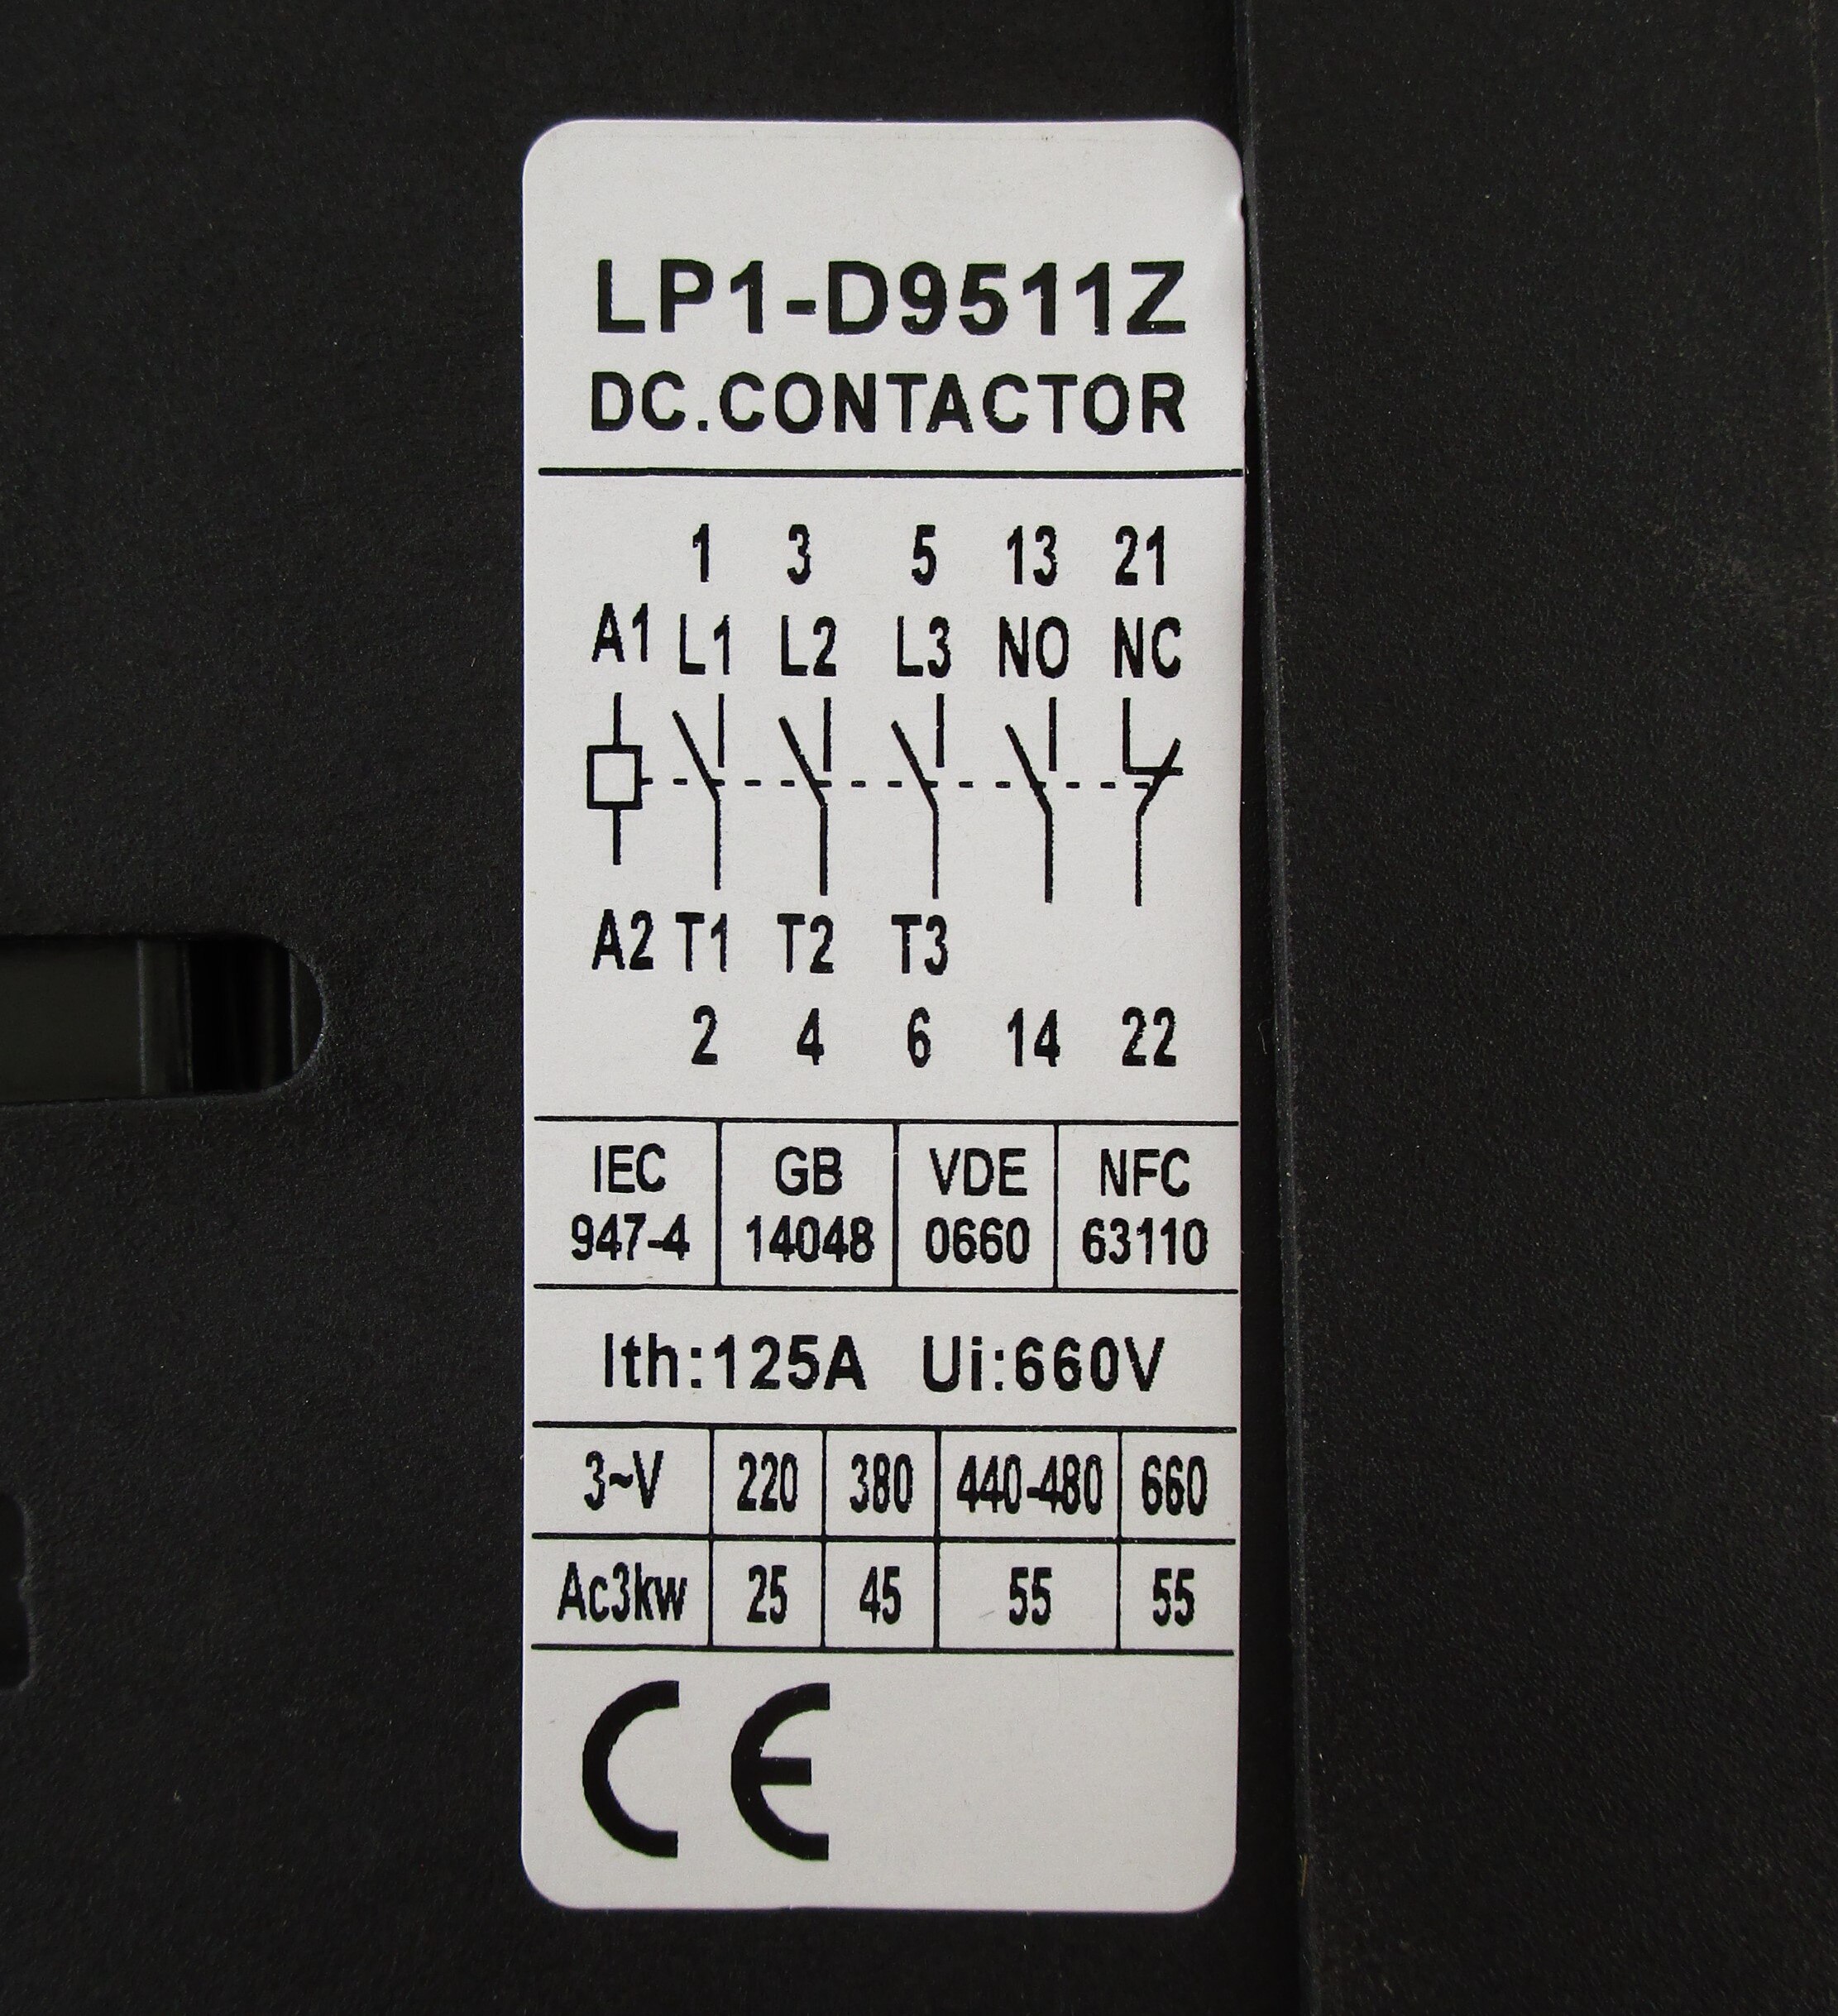 LP1-D9511Z
DC.CONTACTOR
1 3 5 13 21
A1 L1 L2 L3 NO NC
A2 T1 T2 T3
2 4 6 14 22
IEC GB VDE NFC
947-4 14048 0660 63110
Ith:125A Ui:660V
3~V 220 380 440-480 660
Ac3kw 25 45 55 55
CE